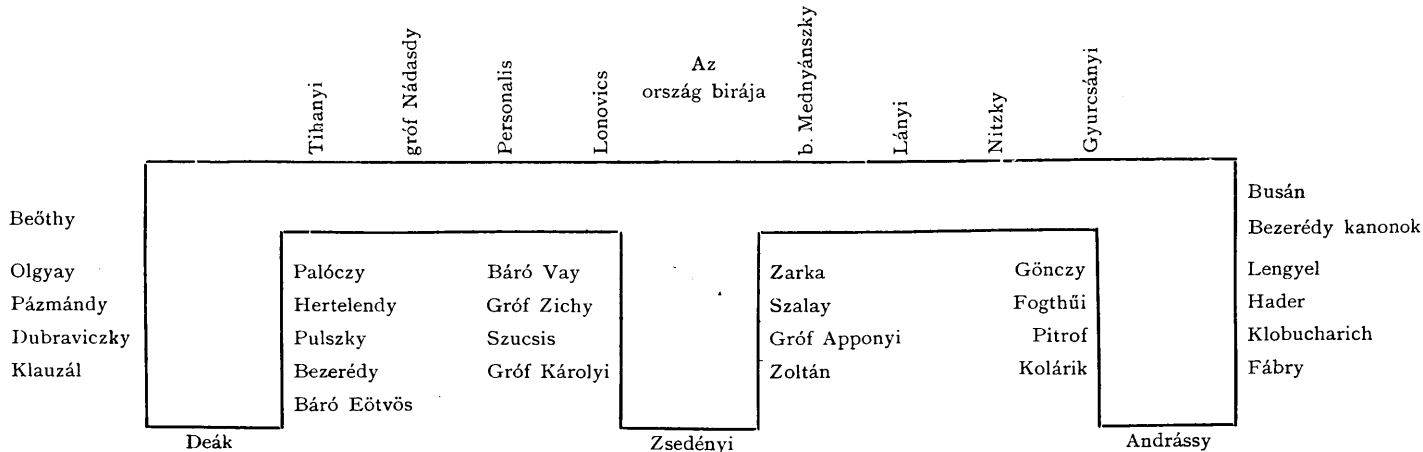 Tihanyi
gróf Nádasdy
Personalis
Lonovics
Az
ország birája
b. Mednyánszky
Lányi
Nitzky
Gyurcsányi
Beőthy
Olgyay
Pázmándy
Dubraviczky
Klauzál
Palóczy
Hertelendy
Pulszky
Bezerédy
Báró Eötvös
Báró Vay
Gróf Zichy
Szucsis
Gróf Károlyi
Zarka
Szalay
Gróf Apponyi
Zoltán
Gönczy
Fogthűi
Pitrof
Kolárik
Busán
Bezerédy kanonok
Lengyel
Hader
Klobucharich
Fábry
Deák
Zsedényi
Andrássy